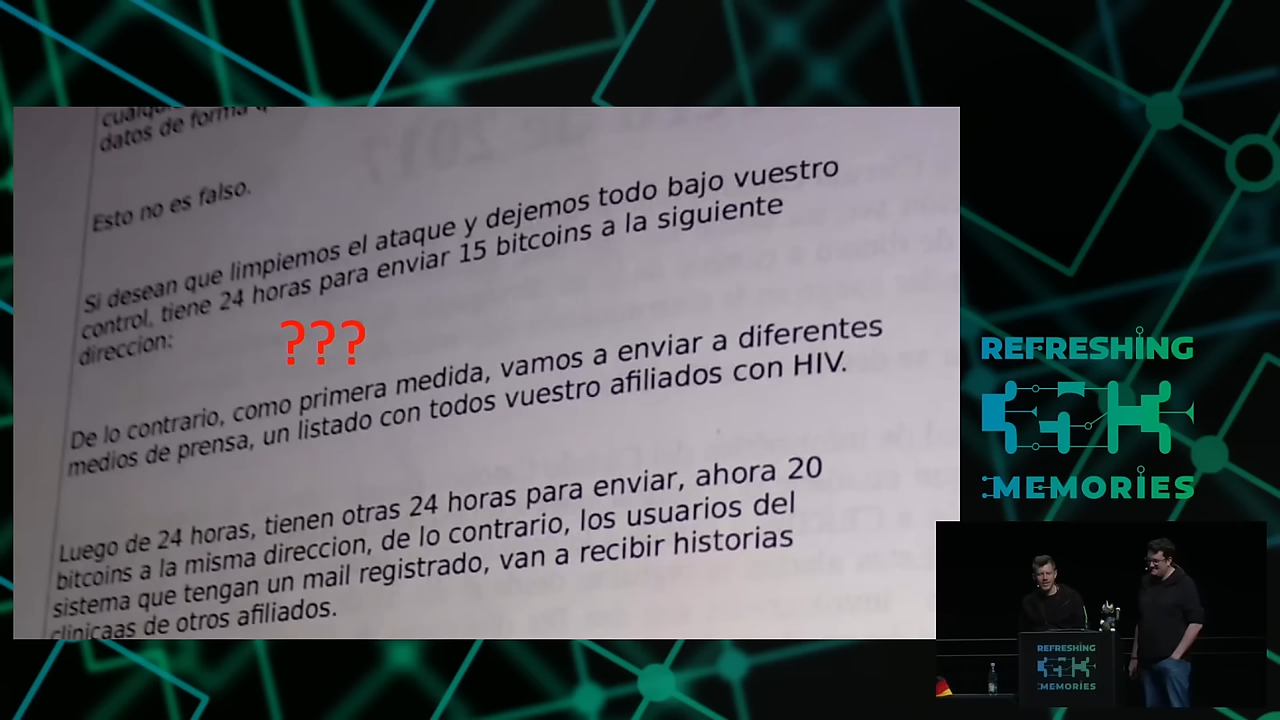 datos de forma
Esto no es falso.
Si desean que limpiemos el ataque y dejemos todo bajo vuestro
control, tiene 24 horas para enviar 15 bitcoins a la siguiente
direccion:
???
De lo contrario, como primera medida, vamos a enviar a diferentes
medios de prensa, un listado con todos vuestro afiliados con HIV.
Luego de 24 horas, tienen otras 24 horas para enviar, ahora 20
bitcoins a la misma direccion, de lo contrario, los usuarios del
sistema que tengan un mail registrado, van a recibir historias
clinicaas de otros afiliados.
REFRESHING
MEMORIES
REFRESHING
MEMORIES